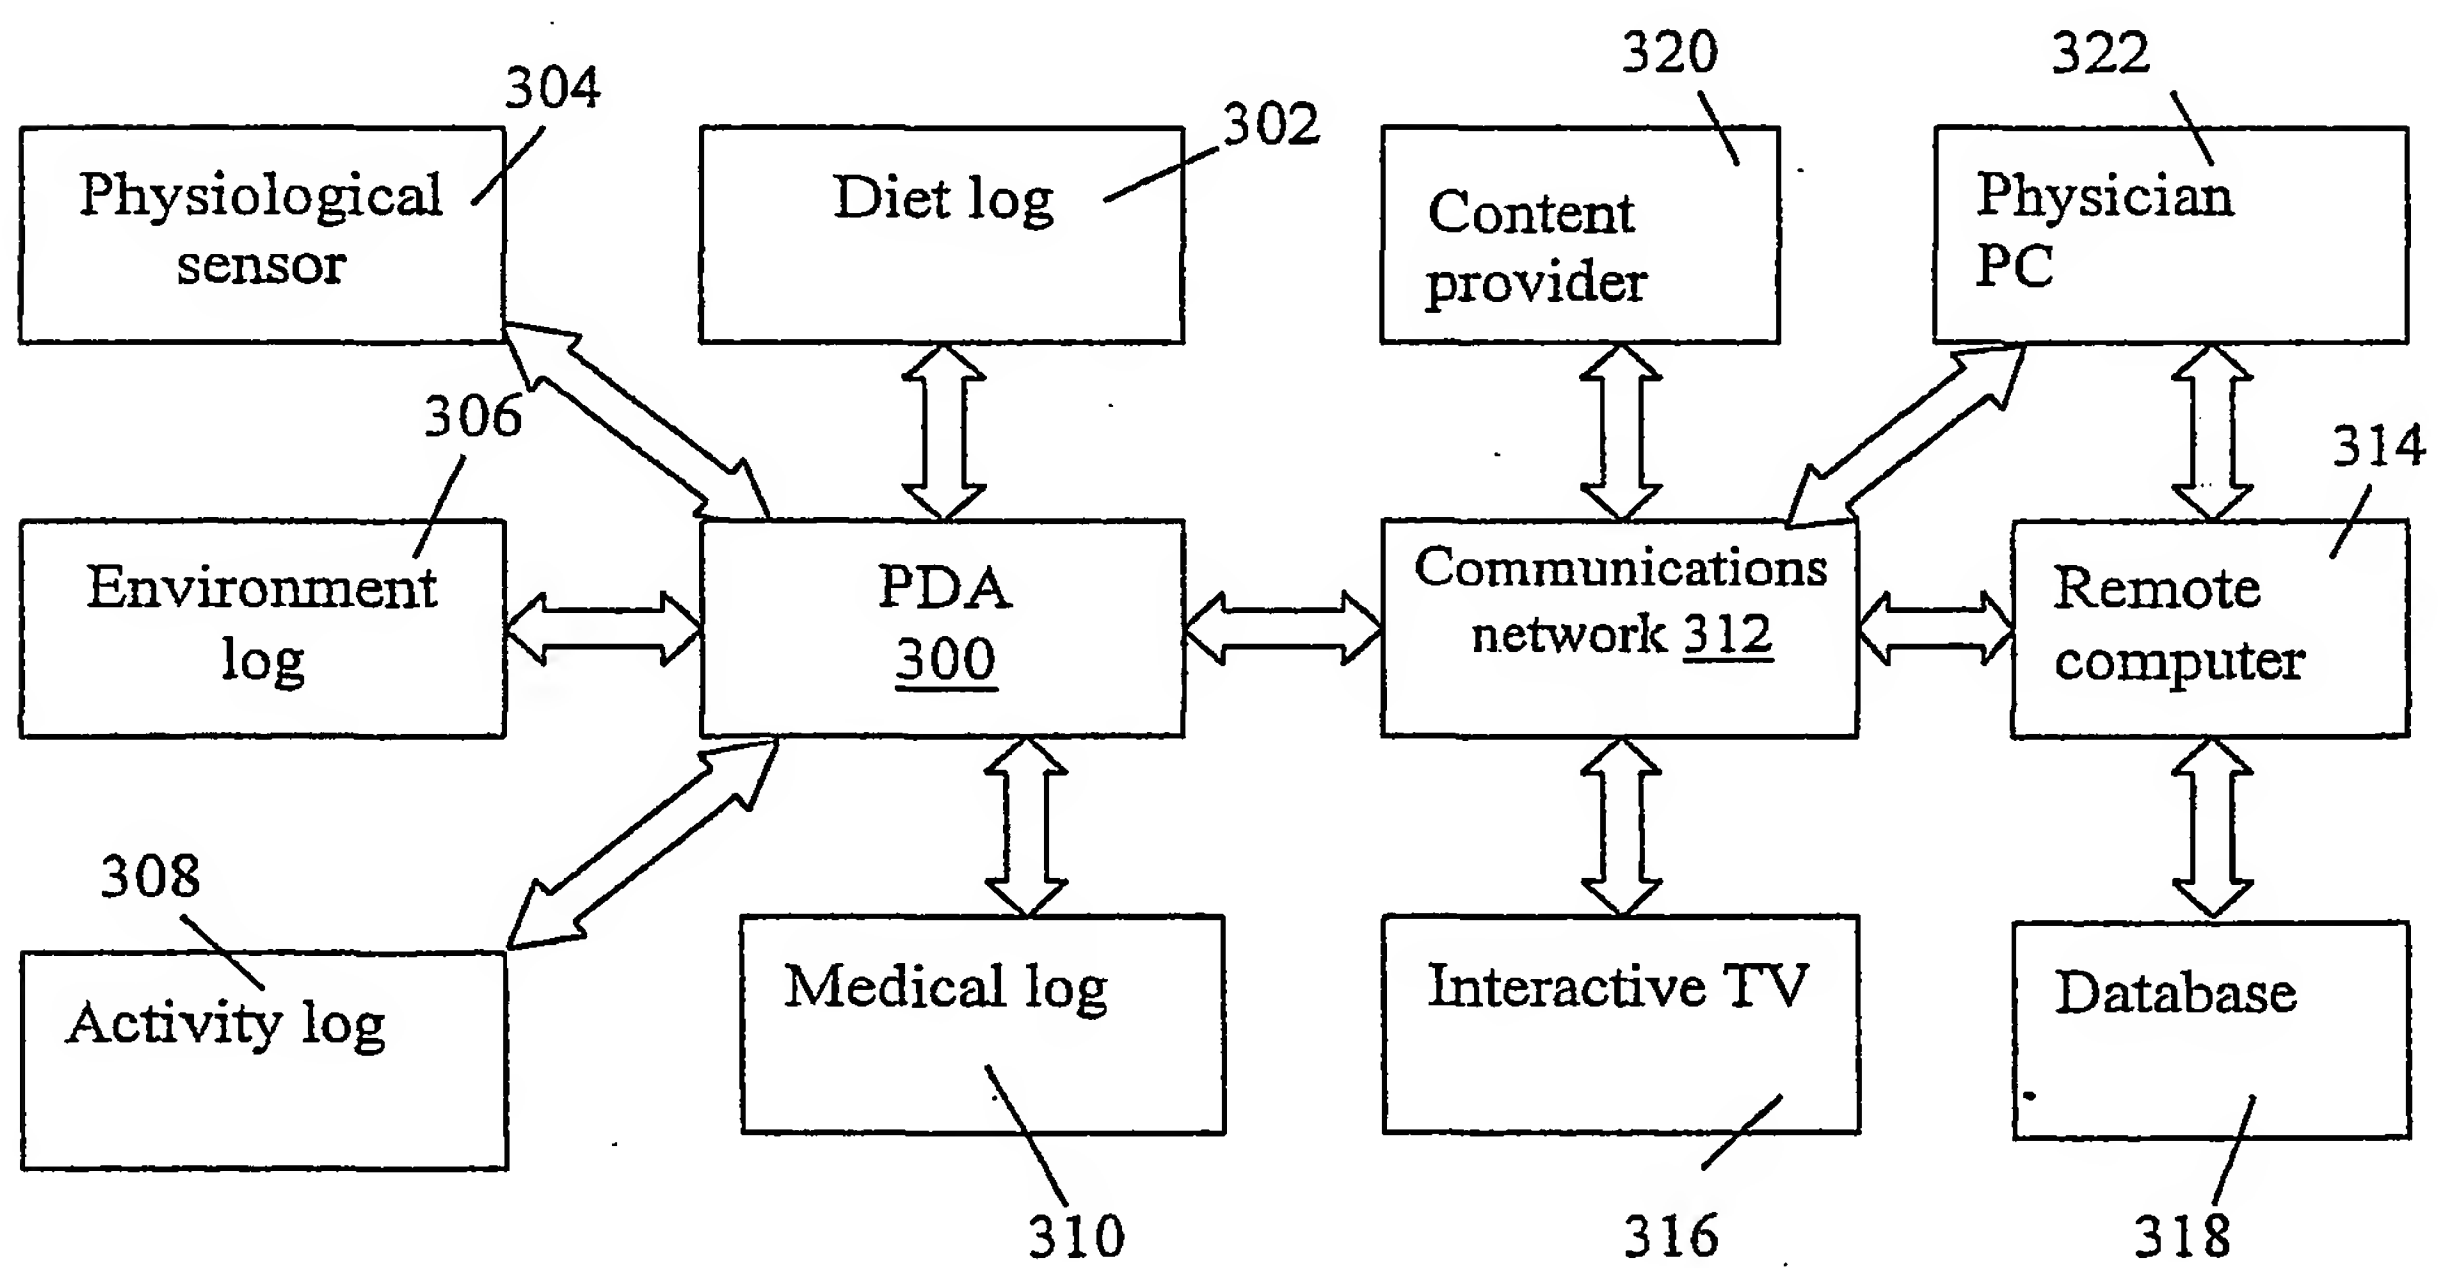 304
302
320
322
Physiological
sensor
Diet log
Content
provider
Physician
PC
306
314
Environment
log
PDA
300
Communications
network 312
Remote
computer
308
Activity log
Medical log
Interactive TV
Database
310
316
318